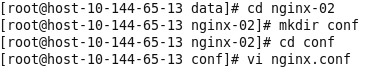 [root@host-10-144-65-13 data]# cd nginx-02
[root@host-10-144-65-13 nginx-02]# mkdir conf
[root@host-10-144-65-13 nginx-02]# cd conf
[root@host-10-144-65-13 conf]# vi nginx.conf